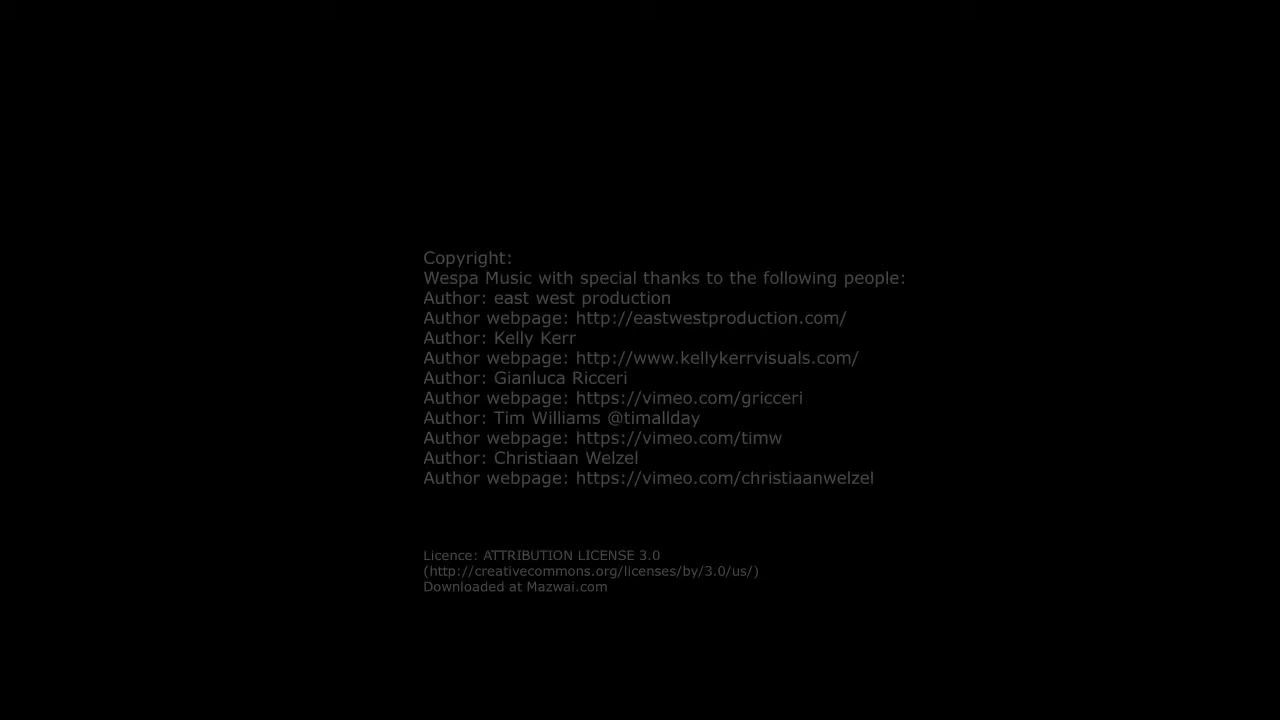 Copyright:
Wespa Music with special thanks to the following people:
Author: east west production
Author webpage: http://eastwestproduction.com/
Author: Kelly Kerr
Author webpage: http://www.kellykerrvisuals.com/
Author: Gianluca Ricceri
Author webpage: https://vimeo.com/gricceri
Author: Tim Williams @timallday
Author webpage: https://vimeo.com/timw
Author: Christiaan Welzel
Author webpage: https://vimeo.com/christiaanwelzel
Licence: ATTRIBUTION LICENSE 3.0
(http://creativecommons.org/licenses/by/3.0/us/)
Downloaded at Mazwai.com